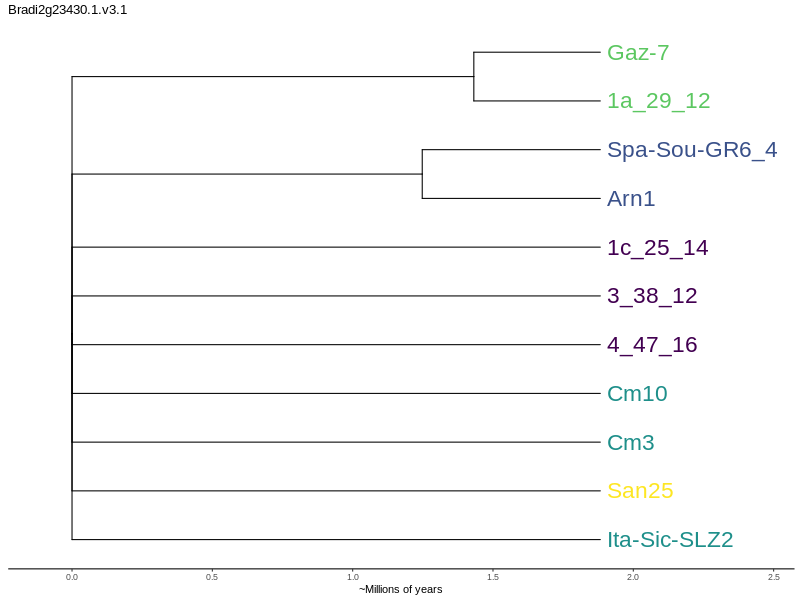 Bradi2g23430.1.v3.1
Gaz-7
1a_29_12
Spa-Sou-GR6_4
Arn1
1c_25_14
3_38_12
4_47_16
Cm10
Cm3
San25
Ita-Sic-SLZ2
0.0 0.5 1.0 1.5 2.0 2.5
~Millions of years